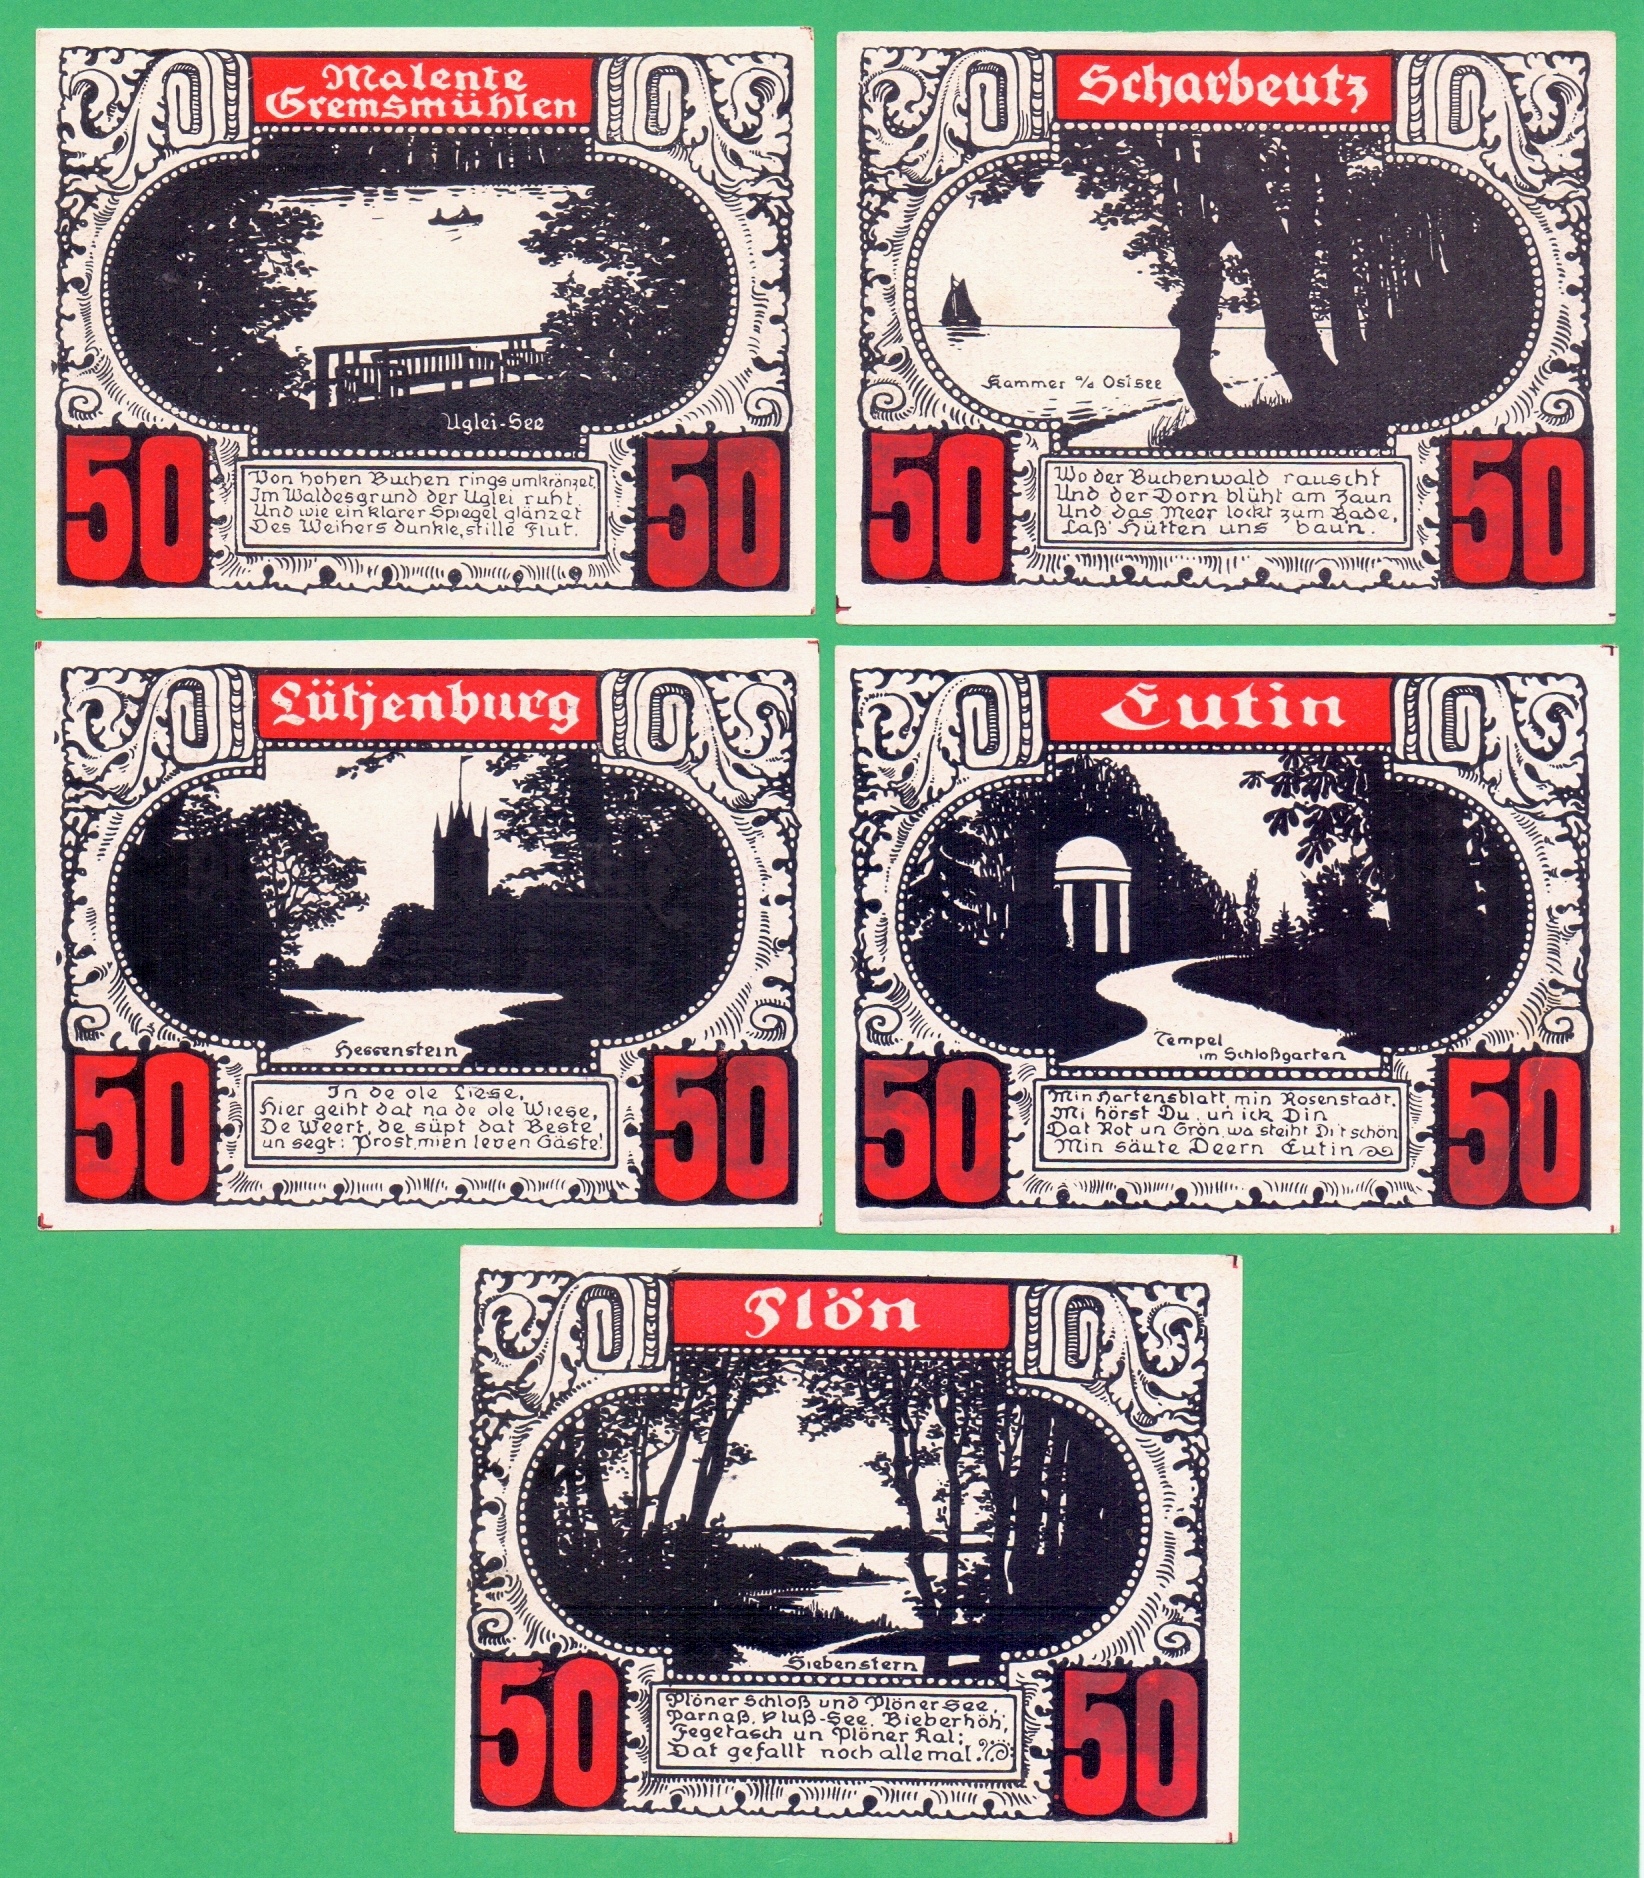 Malente
Gremsmühlen
Uglei-See
50
50
Von hohen Buchen rings umkränzet,
Im Waldesgrund der Uglei ruht.
Und wie ein klarer Spiegel glänzet
Des Weihers dunkle, stille Flut.
Scharbeutz
Kammer a/d Ostsee
50
50
Wo der Buchenwald rauscht
Und der Dorn blüht am Zaun
Und das Meer lockt zum Bade,
Laß' Hütten uns baun.
Lütjenburg
Hessenstein
50
50
In de ole Liese,
Hier geiht dat na de ole Wiese,
De Weert, de süpt dat Beste
un segt: Prost, mien leven Gäste!
Eutin
Tempel
im Schloßgarten
50
50
Min Hartensblatt, min Rosenstadt.
Mi hörst Du, un ick Din
Dat Rot un Grön, wa steiht Di't schön
Min säute Deern Eutin
Plön
Siebenstern
50
50
Plöner Schloß und Plöner See,
Parnaß, Pluß-See, Bieberhöh',
Fegetasch un Plöner Aal;
Dat gefallt noch allemal.